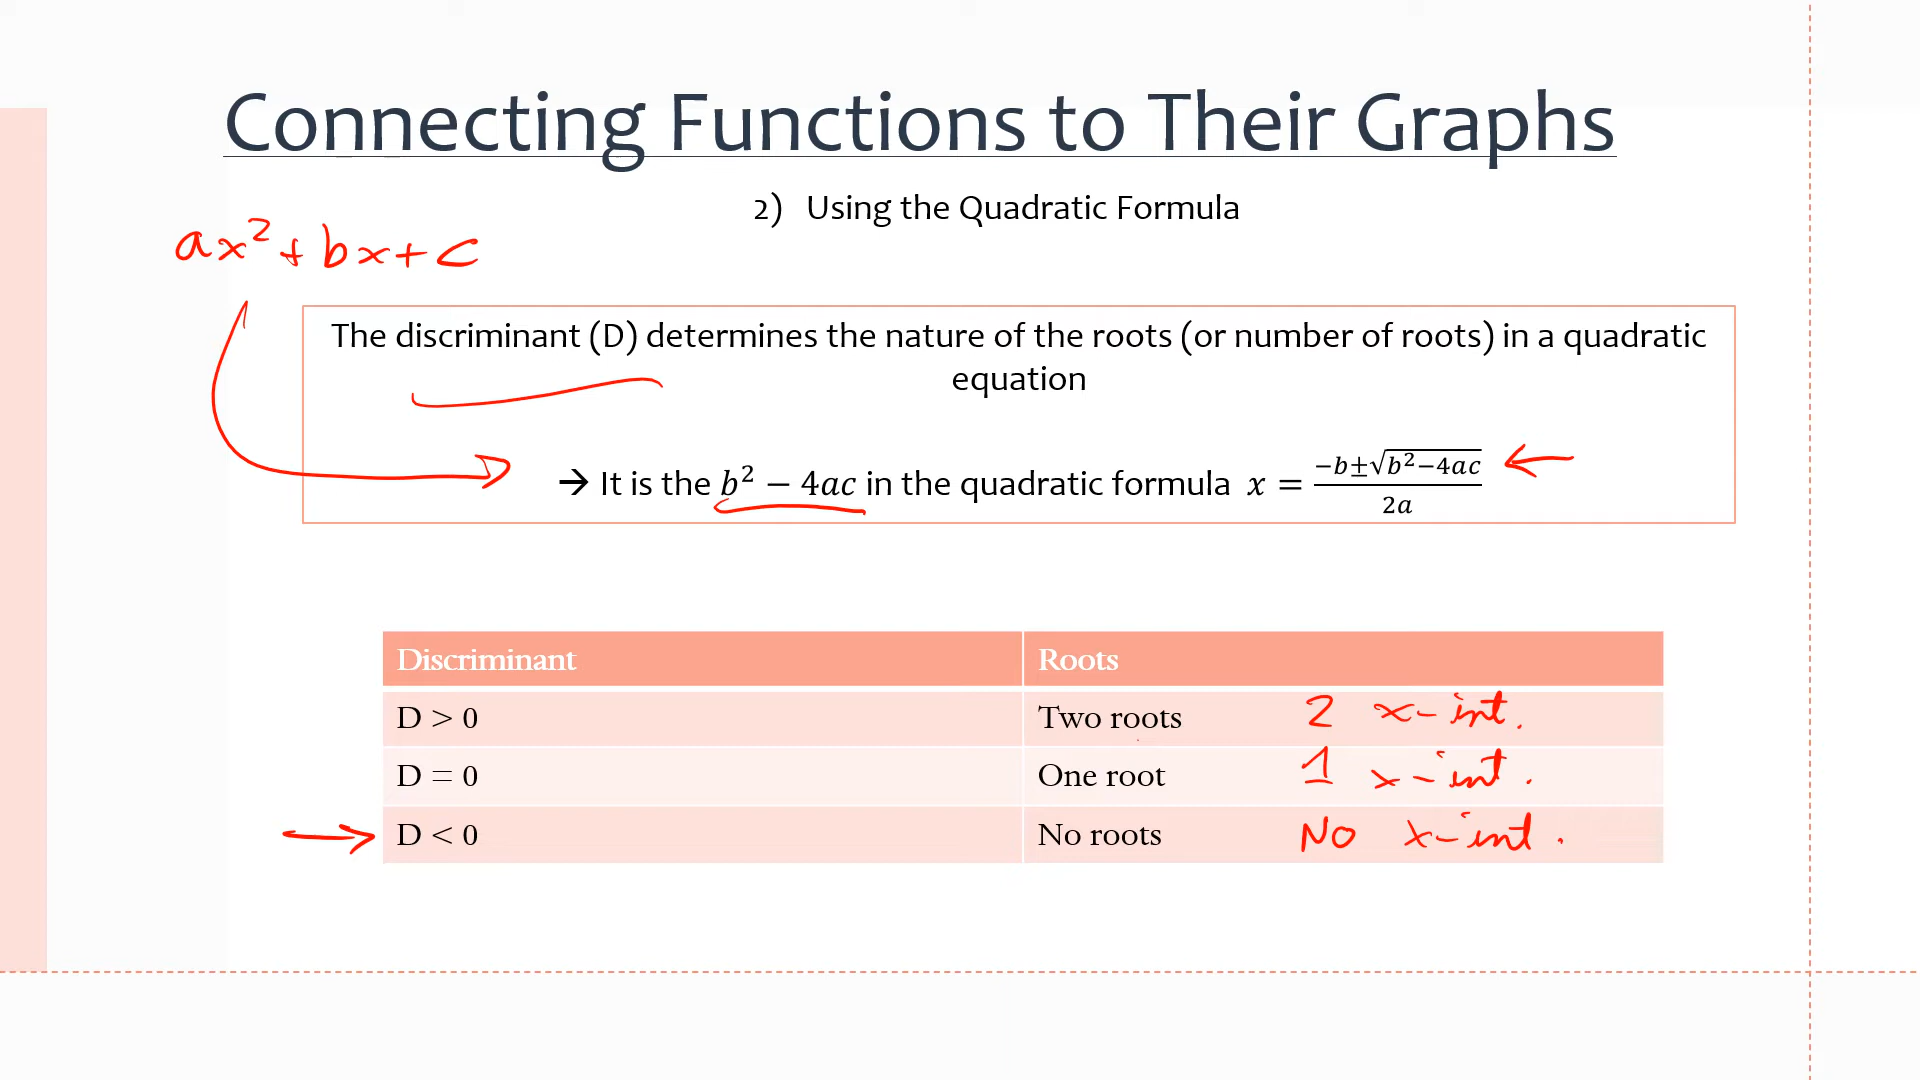 Connecting Functions to Their Graphs
2) Using the Quadratic Formula
ax² + bx + c
The discriminant (D) determines the nature of the roots (or number of roots) in a quadratic
equation
→ It is the b² − 4ac in the quadratic formula x = (−b±√(b²−4ac))/(2a)
Discriminant Roots
D > 0 Two roots 2 x-int.
D = 0 One root 1 x-int.
D < 0 No roots No x-int.